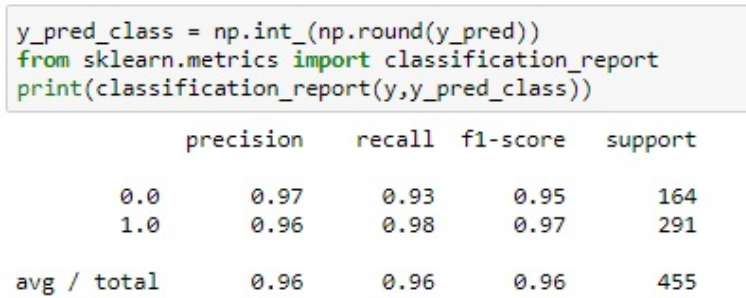 y_pred_class = np.int_(np.round(y_pred))
from sklearn.metrics import classification_report
print(classification_report(y,y_pred_class))
precision recall f1-score support
0.0 0.97 0.93 0.95 164
1.0 0.96 0.98 0.97 291
avg / total 0.96 0.96 0.96 455